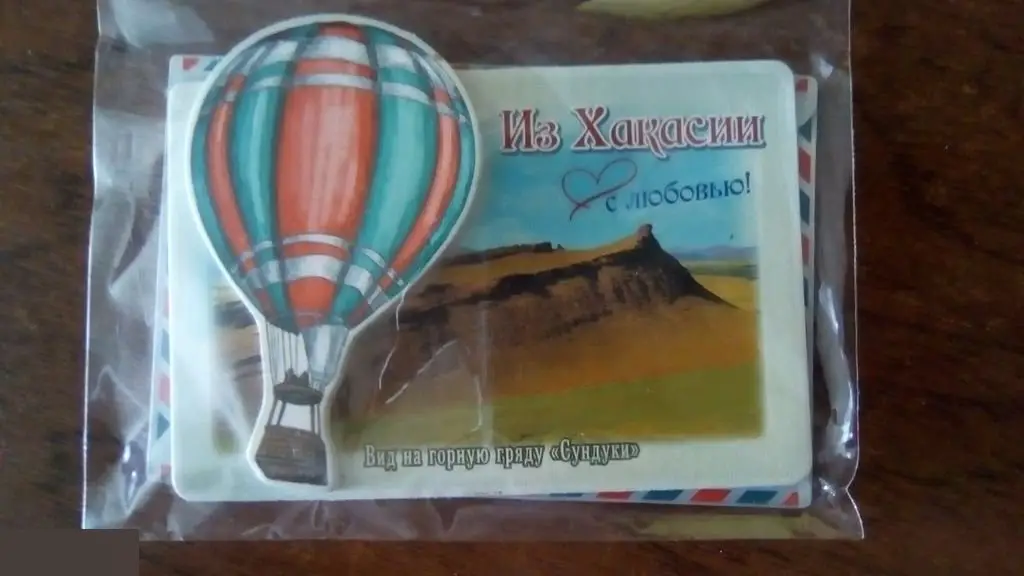 Из Хакасии
с любовью!
Вид на горную гряду «Сундуки»